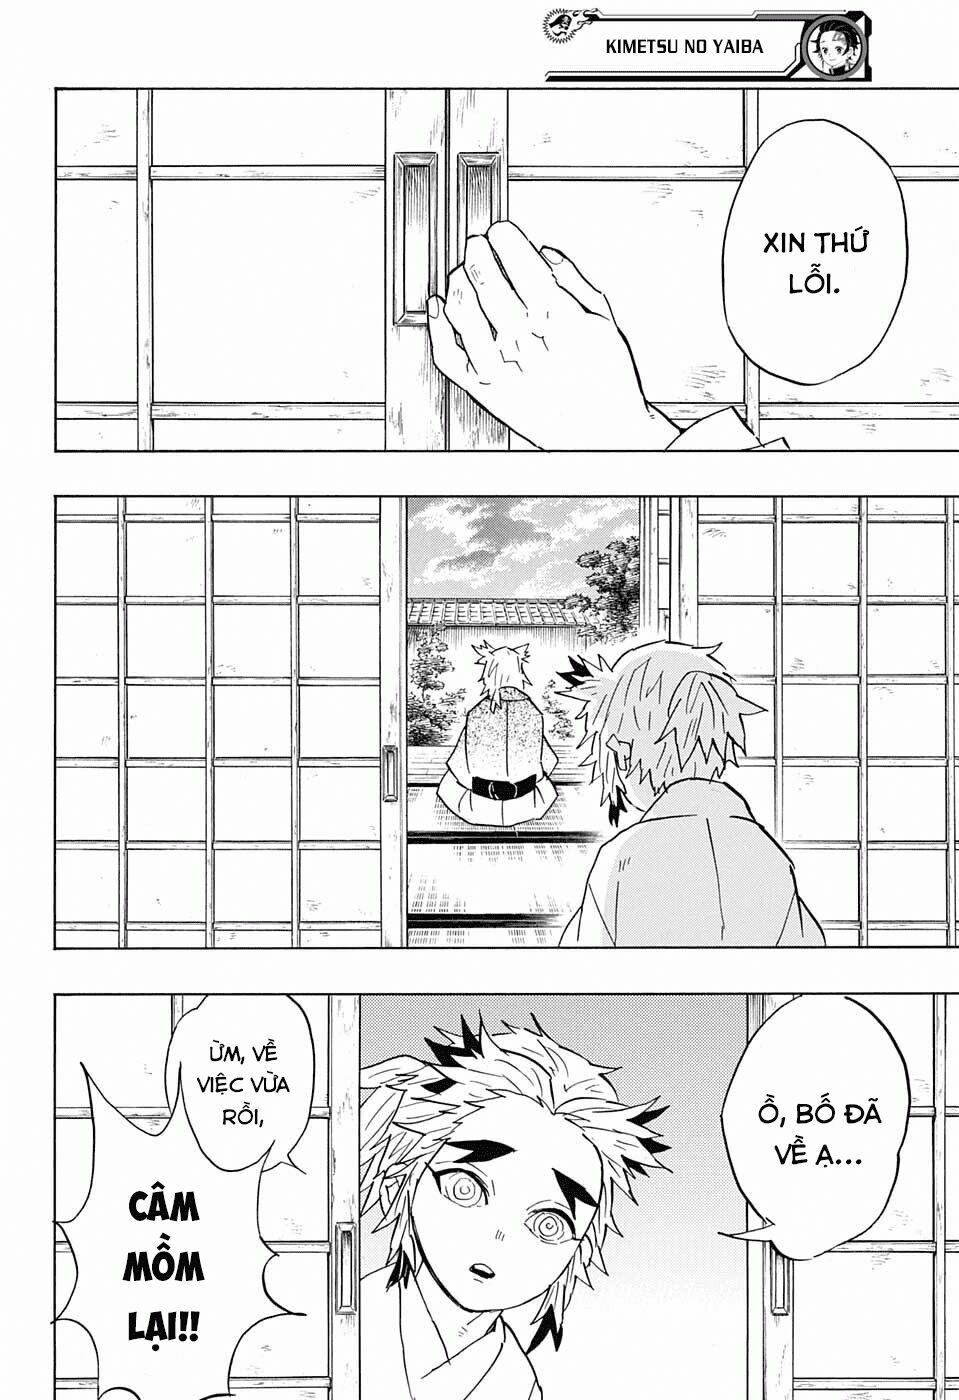 KIMETSU NO YAIBA
XIN THỨ
LỖI.
Ồ, BỐ ĐÃ
VỀ Ạ...
ỪM, VỀ
VIỆC VỪA
RỒI,
CÂM
MỒM
LẠI!!